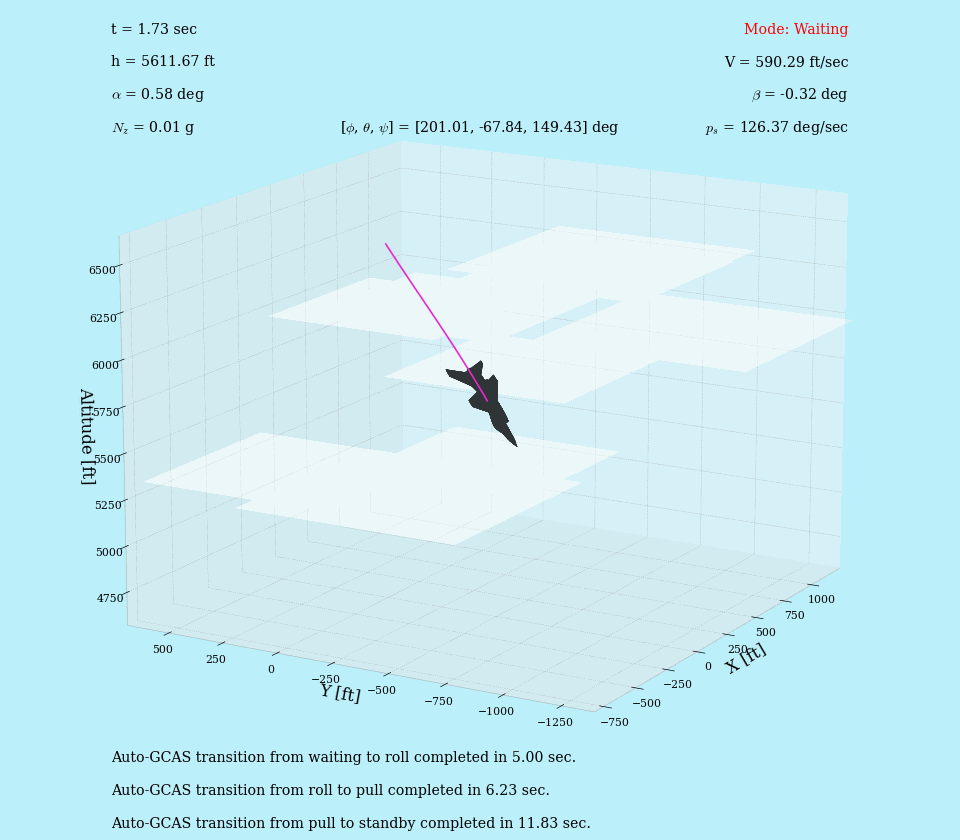 t = 1.73 sec
Mode: Waiting
h = 5611.67 ft
V = 590.29 ft/sec
α = 0.58 deg
β = -0.32 deg
N_z = 0.01 g
[ϕ, θ, ψ] = [201.01, -67.84, 149.43] deg
p_s = 126.37 deg/sec
6500
6250
6000
5750
5500
5250
5000
4750
Altitude [ft]
500
250
0
−250
−500
−750
−1000
−1250
Y [ft]
−750
−500
−250
0
250
500
750
1000
X [ft]
Auto-GCAS transition from waiting to roll completed in 5.00 sec.
Auto-GCAS transition from roll to pull completed in 6.23 sec.
Auto-GCAS transition from pull to standby completed in 11.83 sec.